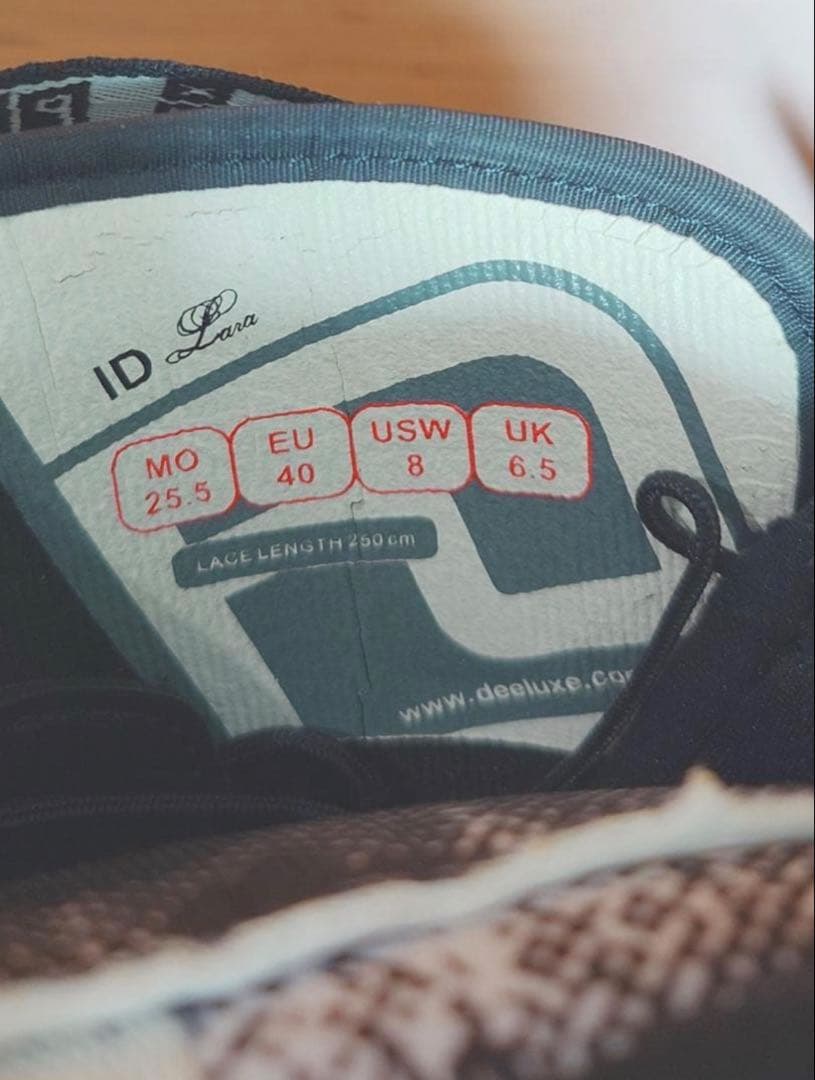 ID Lara
MO EU USW UK
25.5 40 8 6.5
LACE LENGTH 250 cm
www.deeluxe.com